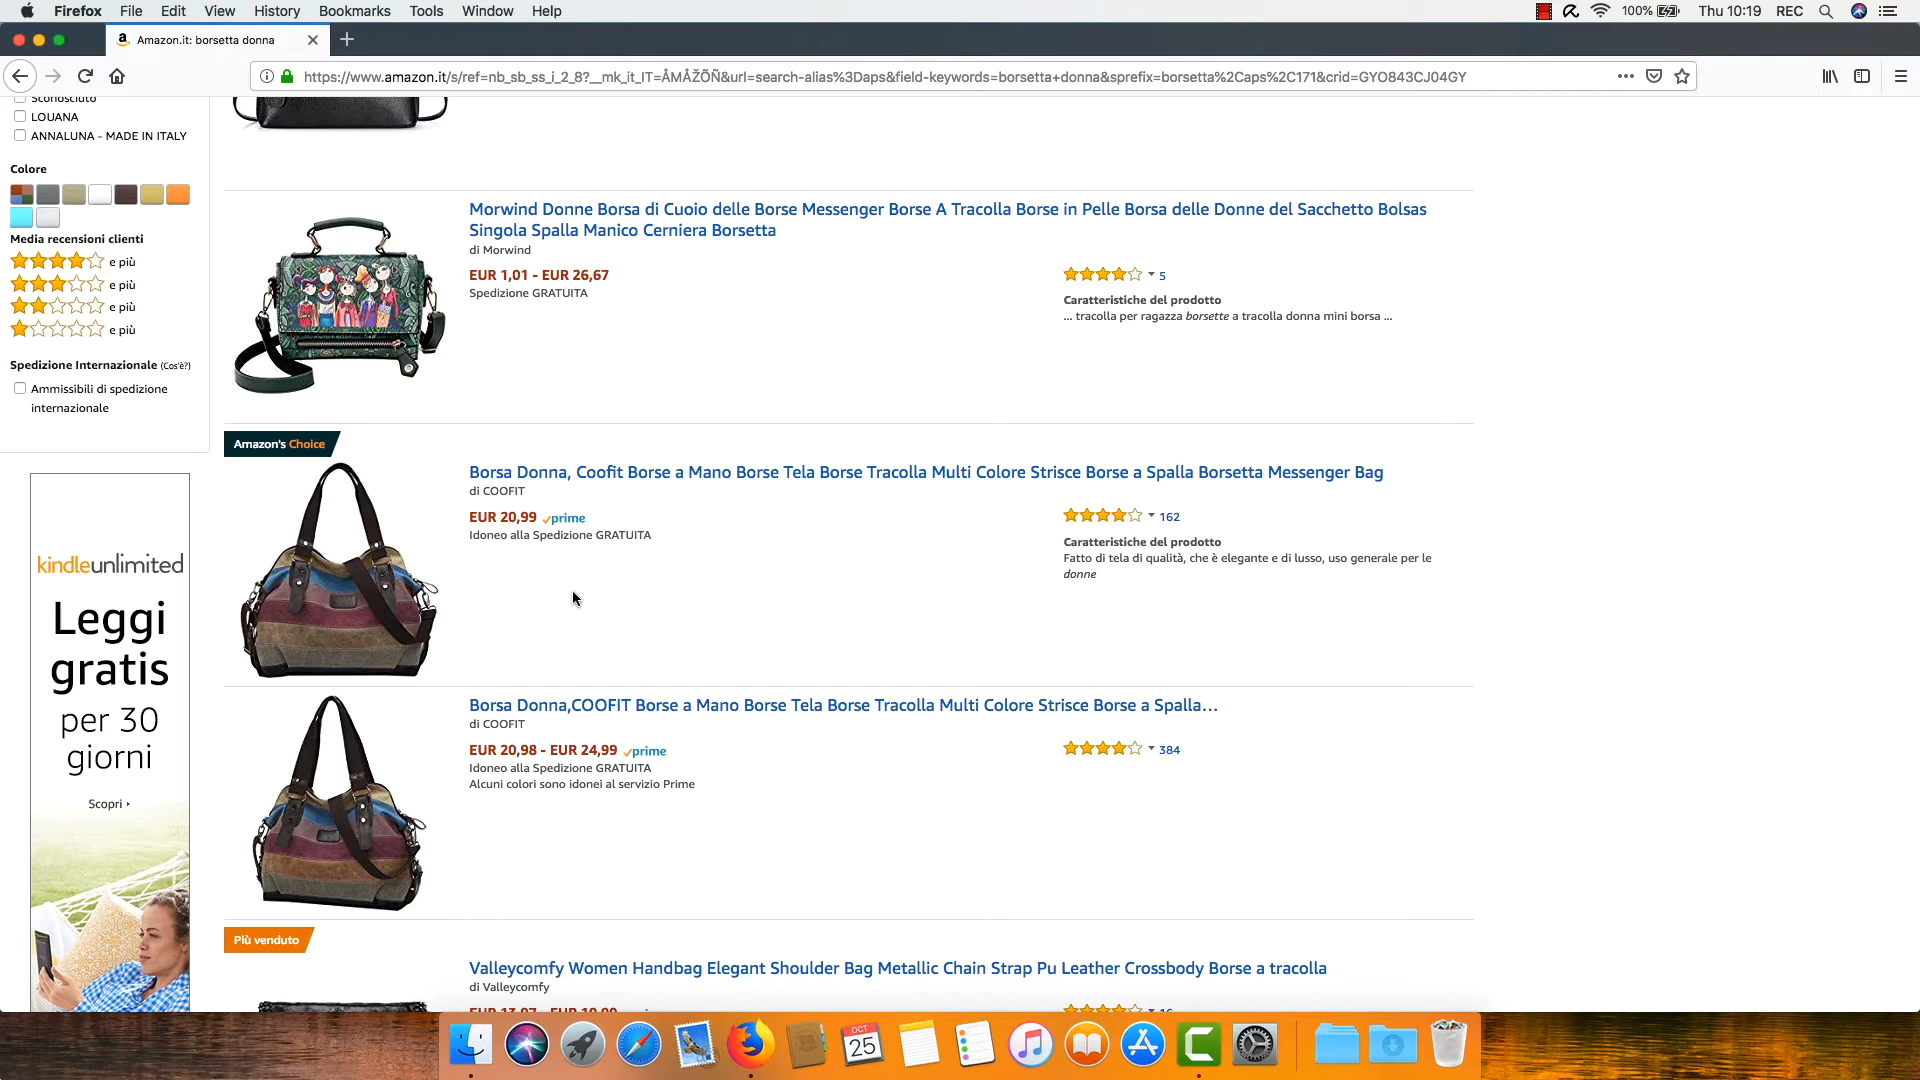 Firefox File Edit View History Bookmarks Tools Window Help
100% Thu 10:19 REC
Amazon.it: borsetta donna
https://www.amazon.it/s/ref=nb_sb_ss_i_2_8?__mk_it_IT=ÅMÅŽÕÑ&url=search-alias%3Daps&field-keywords=borsetta+donna&sprefix=borsetta%2Caps%2C171&crid=GYO843CJ04GY
Sconosciuto
LOUANA
ANNALUNA - MADE IN ITALY
Colore
Media recensioni clienti
e più
e più
e più
e più
Spedizione Internazionale (Cos'è?)
Ammissibili di spedizione
internazionale
kindleunlimited
Leggi
gratis
per 30
giorni
Scopri
Morwind Donne Borsa di Cuoio delle Borse Messenger Borse A Tracolla Borse in Pelle Borsa delle Donne del Sacchetto Bolsas
Singola Spalla Manico Cerniera Borsetta
di Morwind
EUR 1,01 - EUR 26,67
Spedizione GRATUITA
5
Caratteristiche del prodotto
... tracolla per ragazza borsette a tracolla donna mini borsa ...
Amazon's Choice
Borsa Donna, Coofit Borse a Mano Borse Tela Borse Tracolla Multi Colore Strisce Borse a Spalla Borsetta Messenger Bag
di COOFIT
EUR 20,99 prime
Idoneo alla Spedizione GRATUITA
162
Caratteristiche del prodotto
Fatto di tela di qualità, che è elegante e di lusso, uso generale per le
donne
Borsa Donna,COOFIT Borse a Mano Borse Tela Borse Tracolla Multi Colore Strisce Borse a Spalla...
di COOFIT
EUR 20,98 - EUR 24,99 prime
Idoneo alla Spedizione GRATUITA
Alcuni colori sono idonei al servizio Prime
384
Più venduto
Valleycomfy Women Handbag Elegant Shoulder Bag Metallic Chain Strap Pu Leather Crossbody Borse a tracolla
di Valleycomfy
OCT
25